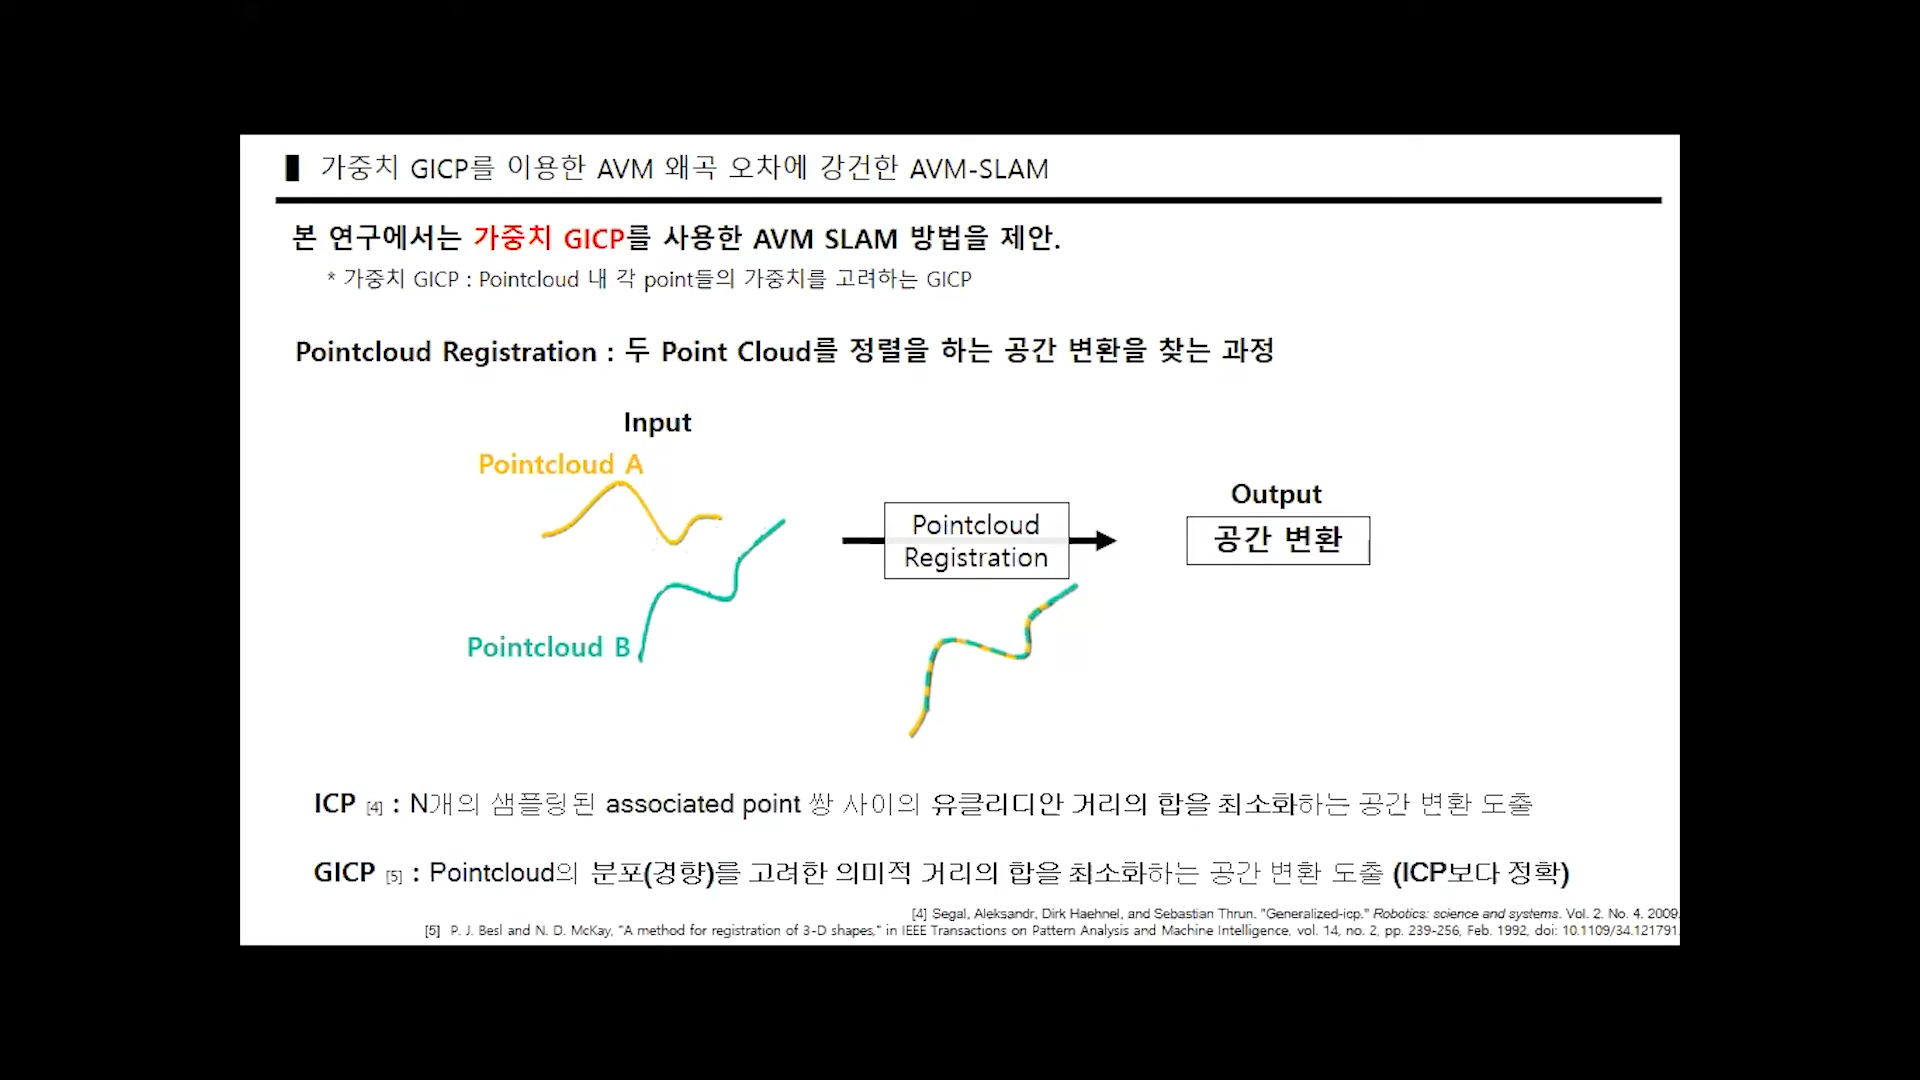 가중치 GICP를 이용한 AVM 왜곡 오차에 강건한 AVM-SLAM
본 연구에서는 가중치 GICP를 사용한 AVM SLAM 방법을 제안.
* 가중치 GICP : Pointcloud 내 각 point들의 가중치를 고려하는 GICP
Pointcloud Registration : 두 Point Cloud를 정렬을 하는 공간 변환을 찾는 과정
Input
Pointcloud A
Pointcloud B
Pointcloud
Registration
Output
공간 변환
ICP [4] : N개의 샘플링된 associated point 쌍 사이의 유클리디안 거리의 합을 최소화하는 공간 변환 도출
GICP [5] : Pointcloud의 분포(경향)를 고려한 의미적 거리의 합을 최소화하는 공간 변환 도출 (ICP보다 정확)
[4] Segal, Aleksandr, Dirk Haehnel, and Sebastian Thrun. "Generalized-icp." Robotics: science and systems. Vol. 2. No. 4. 2009.
[5] P. J. Besl and N. D. McKay, "A method for registration of 3-D shapes," in IEEE Transactions on Pattern Analysis and Machine Intelligence, vol. 14, no. 2, pp. 239-256, Feb. 1992, doi: 10.1109/34.121791.